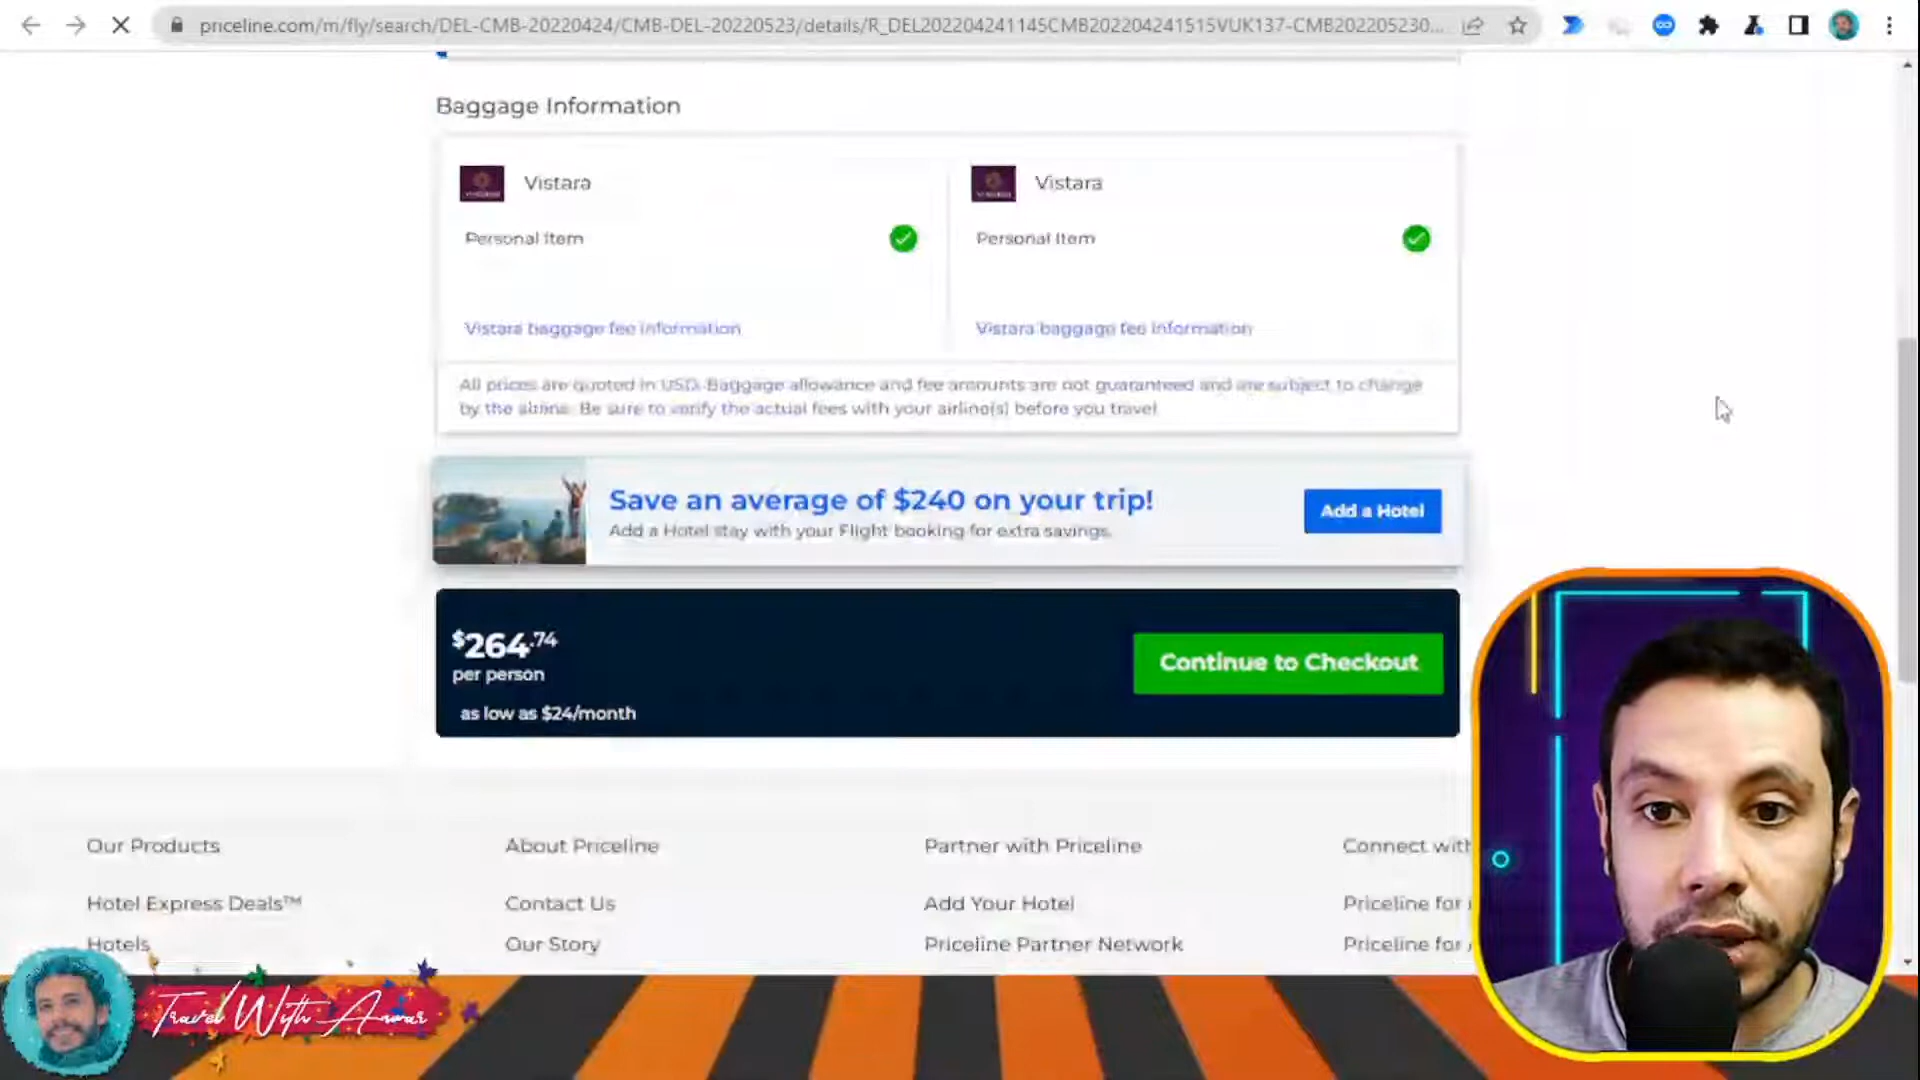 priceline.com/m/fly/search/DEL-CMB-20220424/CMB-DEL-20220523/details/R_DEL202204241145CMB202204241515VUK137-CMB202205230...
Baggage Information
Vistara
Vistara
Personal Item
Personal Item
Vistara baggage fee information
Vistara baggage fee information
All prices are quoted in USD. Baggage allowance and fee amounts are not guaranteed and are subject to change
by the airline. Be sure to verify the actual fees with your airline(s) before you travel.
Save an average of $240 on your trip!
Add a Hotel stay with your Flight booking for extra savings.
Add a Hotel
$264.74
per person
as low as $24/month
Continue to Checkout
Our Products
About Priceline
Partner with Priceline
Connect with
Hotel Express Deals™
Contact Us
Add Your Hotel
Priceline for
Hotels
Our Story
Priceline Partner Network
Priceline for
Travel With Anwar